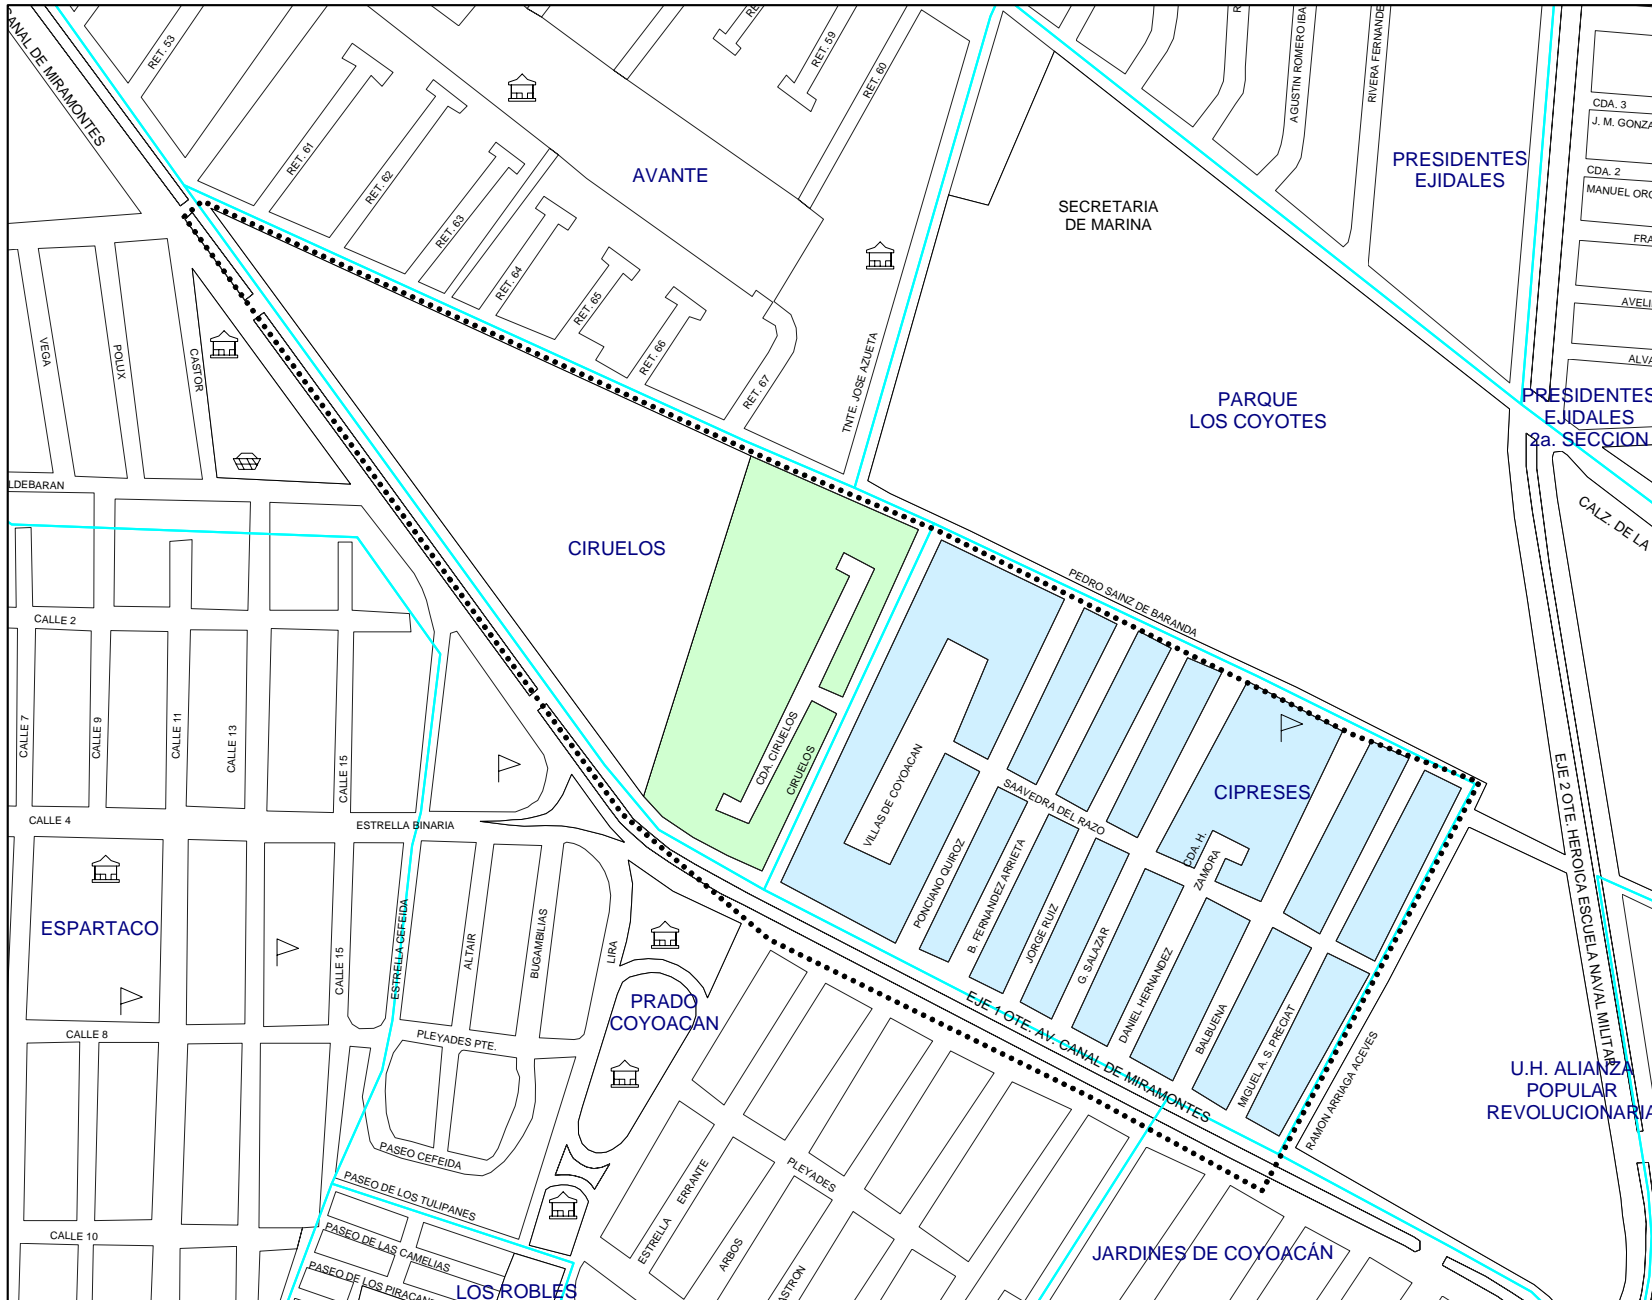 CANAL DE MIRAMONTES
RET. 53
RET. 59
RET. 60
RET. 61
RET. 62
RET. 63
RET. 64
RET. 65
RET. 66
RET. 67
AVANTE
TNTE. JOSE AZUETA
SECRETARIA
DE MARINA
AGUSTIN ROMERO IBA
RIVERA FERNANDE
PRESIDENTES
EJIDALES
CDA. 3
J. M. GONZA
CDA. 2
MANUEL ORO
FRA
AVELI
ALVA
PARQUE
LOS COYOTES
PRESIDENTES
EJIDALES
2a. SECCION
CALZ. DE LA
VEGA
POLUX
CASTOR
LDEBARAN
CIRUELOS
PEDRO SAINZ DE BARANDA
CALLE 2
CALLE 7
CALLE 9
CALLE 11
CALLE 13
CALLE 15
CALLE 4
ESTRELLA BINARIA
CDA. CIRUELOS
CIRUELOS
VILLAS DE COYOACAN
SAAVEDRA DEL RAZO
CIPRESES
CDA. H.
ZAMORA
EJE 2 OTE. HEROICA ESCUELA NAVAL MILITAR
PONCIANO QUIROZ
B. FERNANDEZ ARRIETA
JORGE RUIZ
G. SALAZAR
DANIEL HERNANDEZ
BALBUENA
MIGUEL A. S. PRECIAT
RAMON ARRIAGA ACEVES
ESPARTACO
CALLE 15
ESTRELLA CEFEIDA
ALTAIR
BUGAMBILIAS
LIRA
PRADO
COYOACAN
EJE 1 OTE. AV. CANAL DE MIRAMONTES
CALLE 8
PLEYADES PTE.
U.H. ALIANZA
POPULAR
REVOLUCIONARIA
PASEO CEFEIDA
PASEO DE LOS TULIPANES
PASEO DE LAS CAMELIAS
PASEO DE LOS PIRACAN
PLEYADES
ESTRELLA ERRANTE
ARBOS
ASTRON
CALLE 10
LOS ROBLES
JARDINES DE COYOACÁN